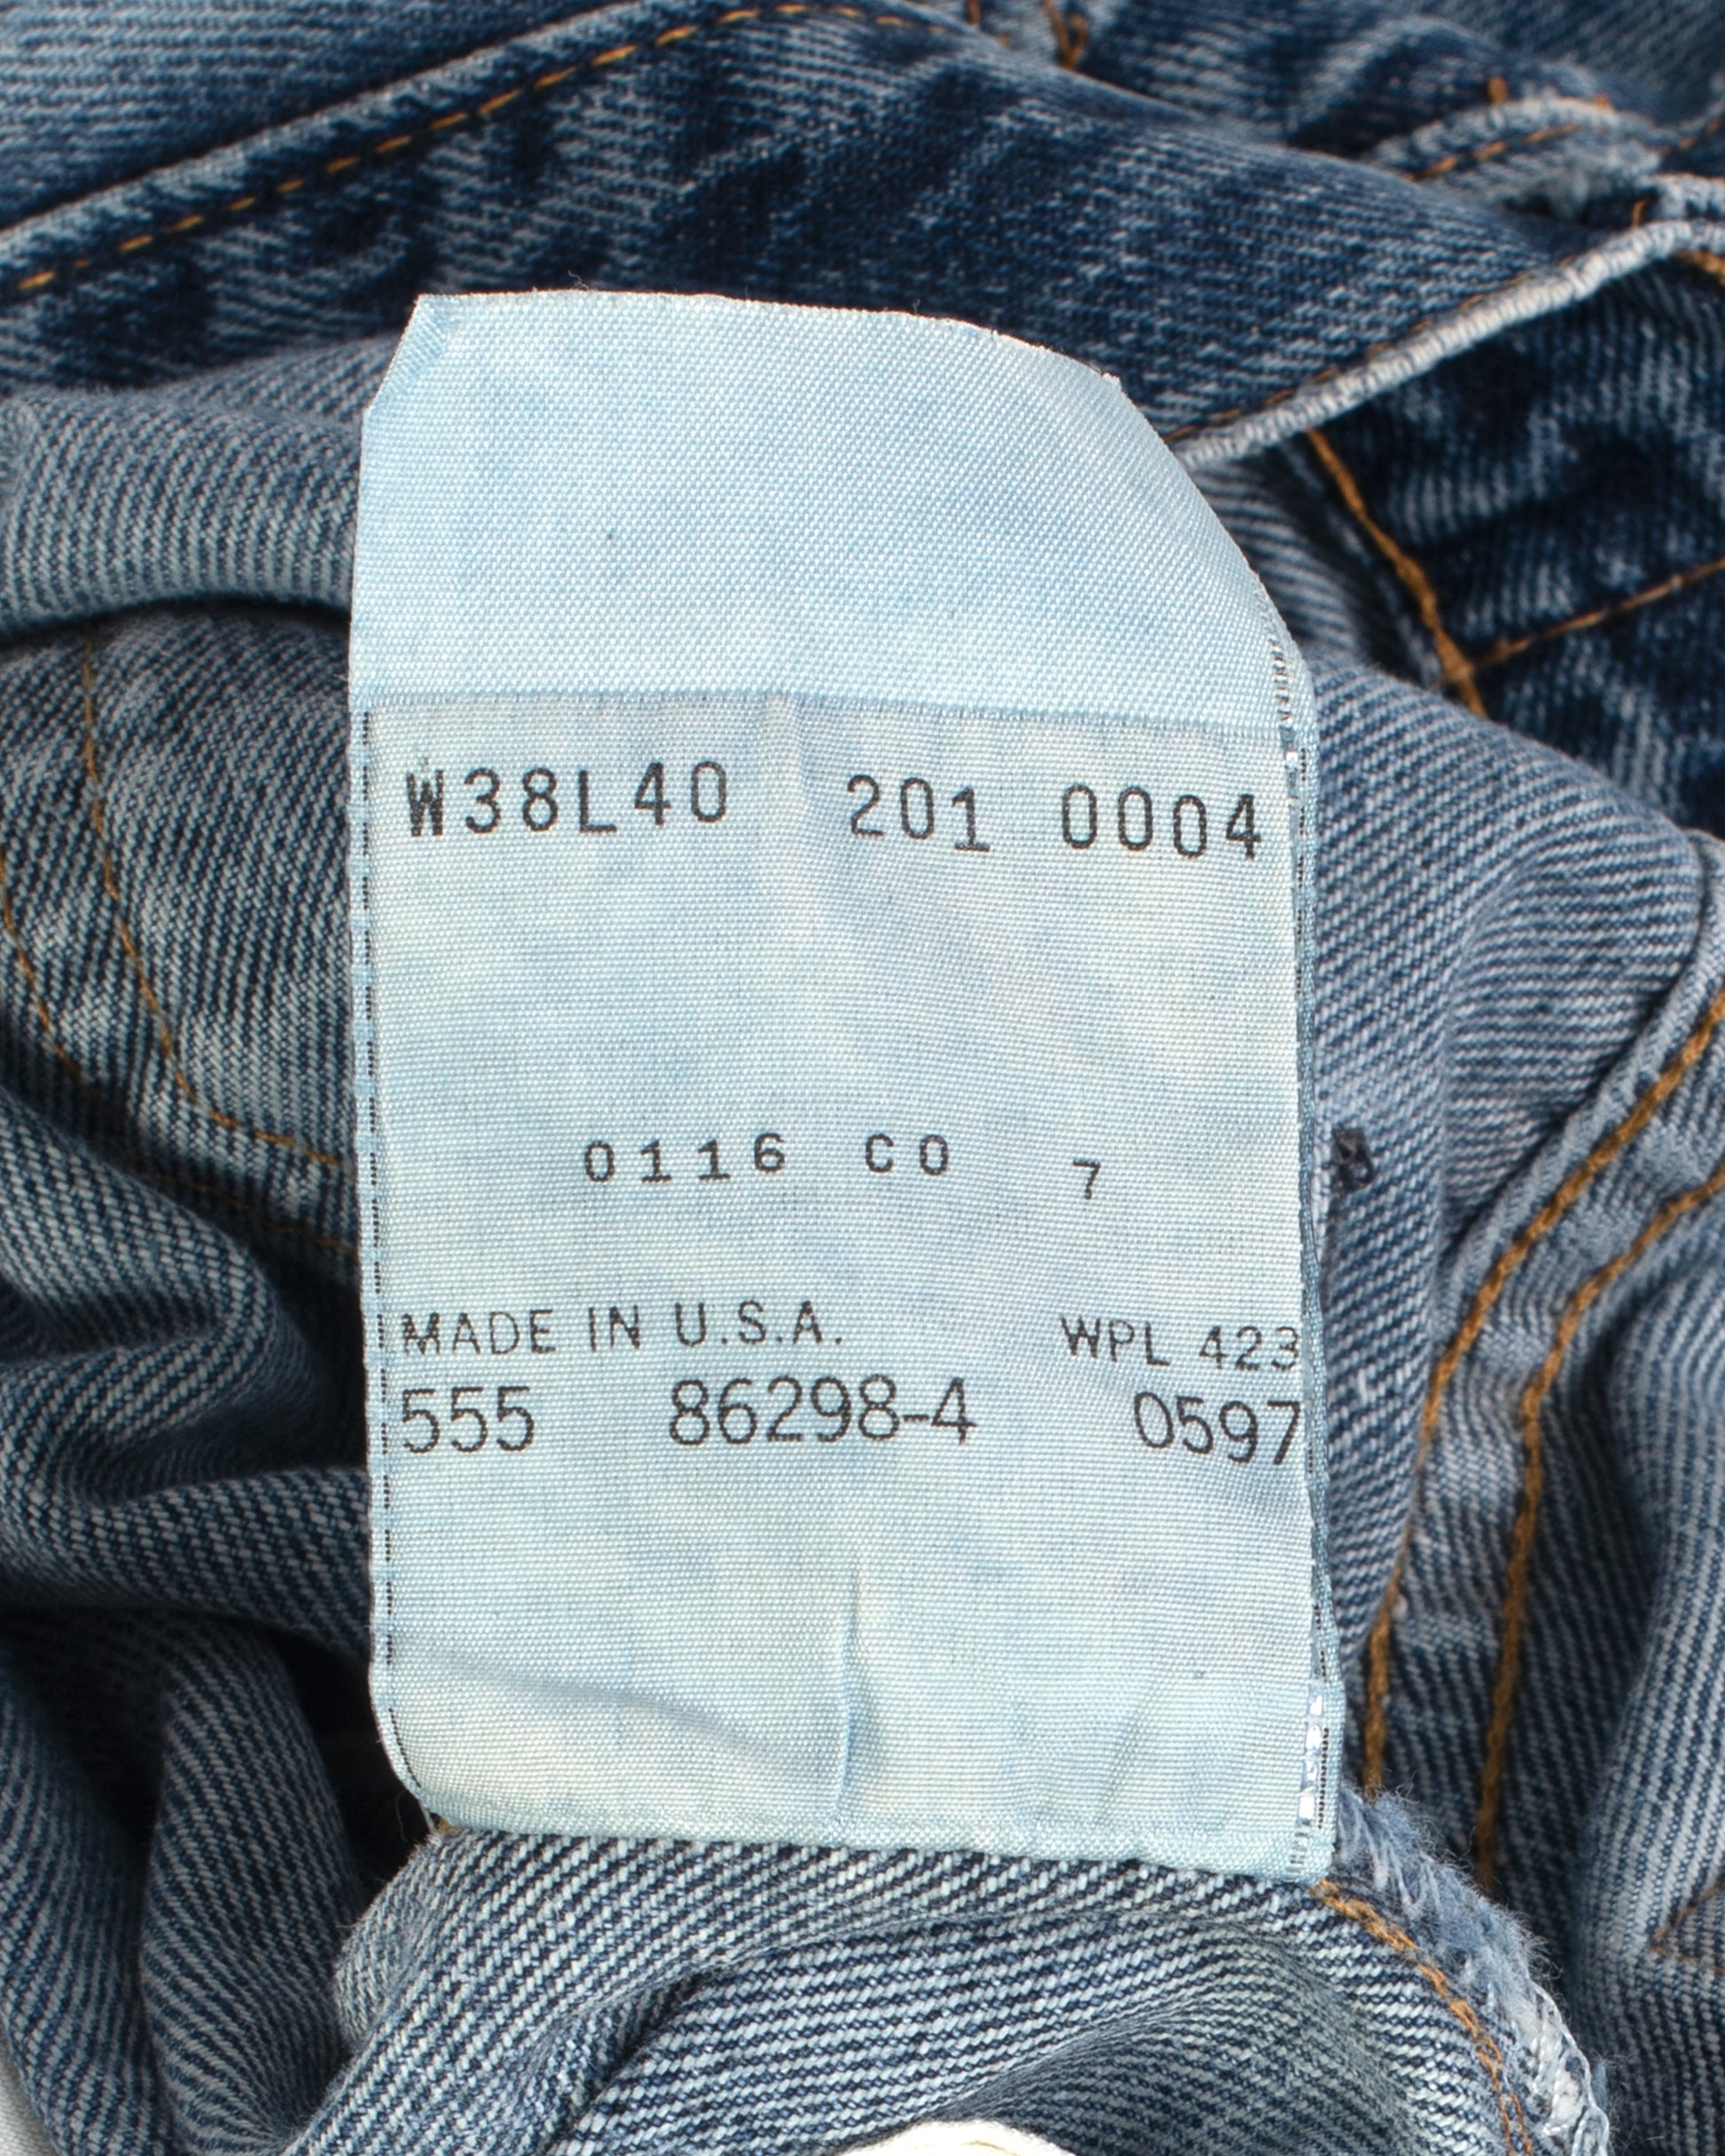 W38L40 201 0004
0116 CO 7
MADE IN U.S.A. WPL 423
555 86298-4 0597